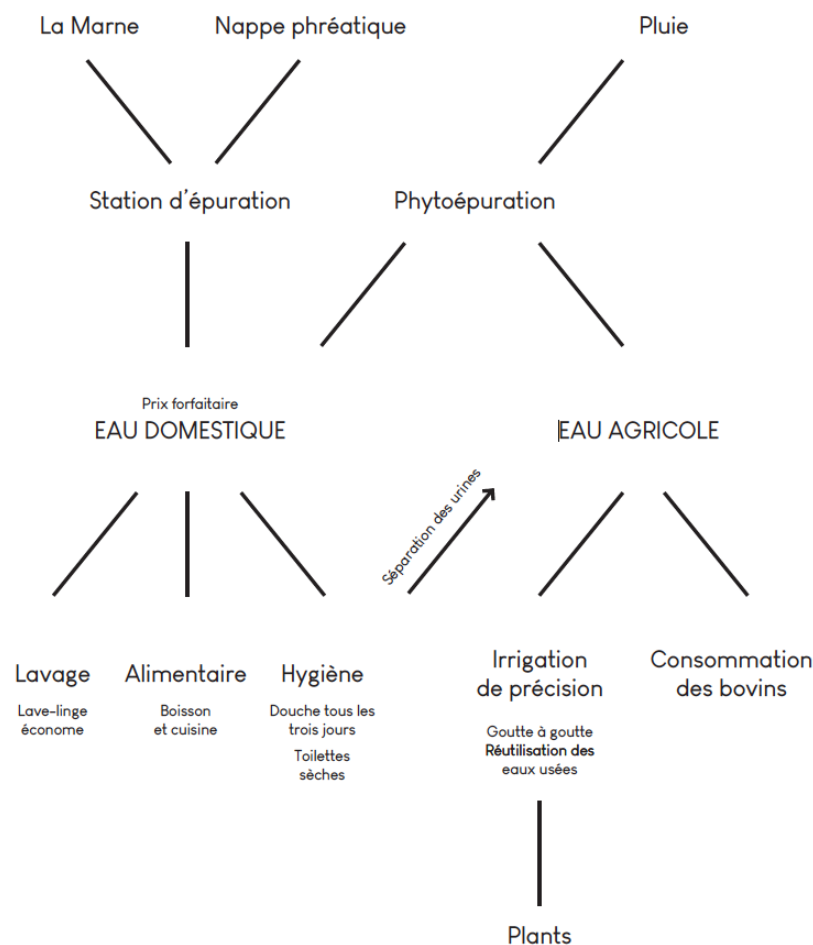 La Marne
Nappe phréatique
Pluie
Station d'épuration
Phytoépuration
Prix forfaitaire
EAU DOMESTIQUE
EAU AGRICOLE
Séparation des urines
Lavage
Lave-linge
économe
Alimentaire
Boisson
et cuisine
Hygiène
Douche tous les
trois jours
Toilettes
sèches
Irrigation
de précision
Goutte à goutte
Réutilisation des
eaux usées
Consommation
des bovins
Plants